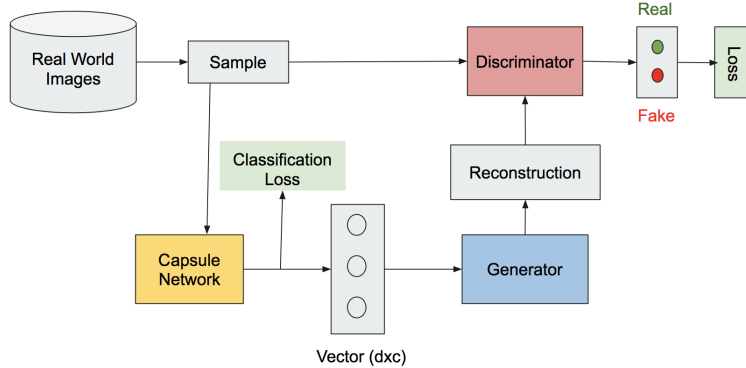 Real
Real World
Images
Sample
Discriminator
Loss
Fake
Classification
Loss
Reconstruction
Capsule
Network
Generator
Vector (dxc)